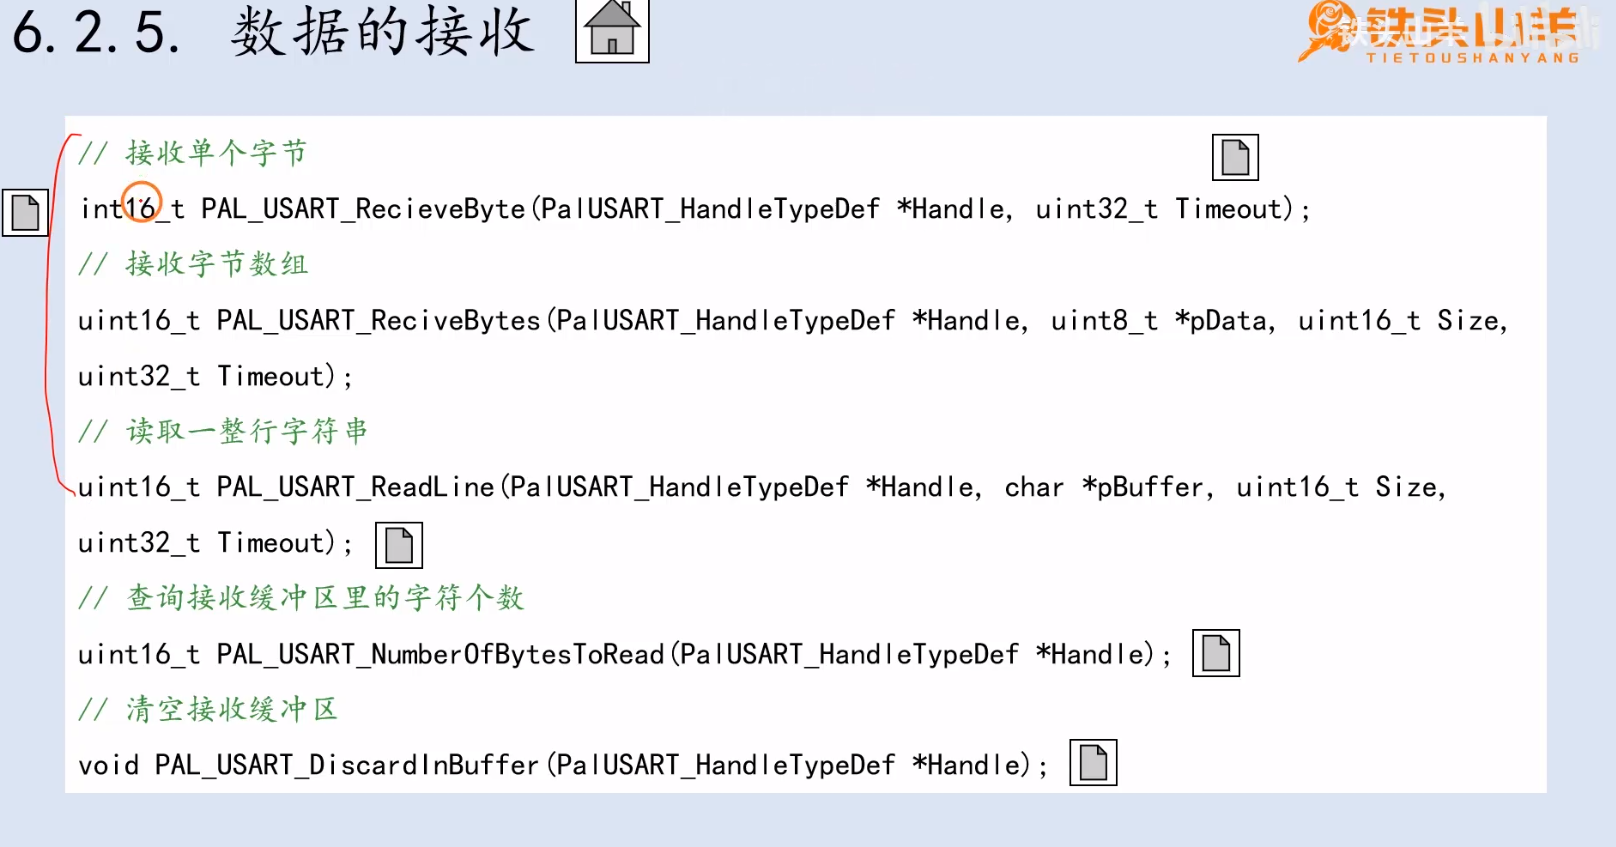 6.2.5. 数据的接收
铁头山羊
TIETOUSHANYANG
// 接收单个字节
int16_t PAL_USART_RecieveByte(PalUSART_HandleTypeDef *Handle, uint32_t Timeout);
// 接收字节数组
uint16_t PAL_USART_ReciveBytes(PalUSART_HandleTypeDef *Handle, uint8_t *pData, uint16_t Size,
uint32_t Timeout);
// 读取一整行字符串
uint16_t PAL_USART_ReadLine(PalUSART_HandleTypeDef *Handle, char *pBuffer, uint16_t Size,
uint32_t Timeout);
// 查询接收缓冲区里的字符个数
uint16_t PAL_USART_NumberOfBytesToRead(PalUSART_HandleTypeDef *Handle);
// 清空接收缓冲区
void PAL_USART_DiscardInBuffer(PalUSART_HandleTypeDef *Handle);